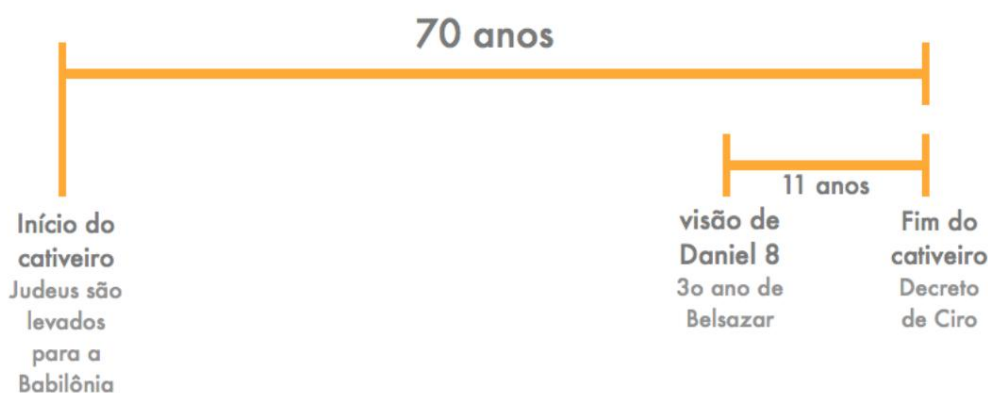 70 anos
11 anos
Início do
cativeiro
Judeus são
levados
para a
Babilônia
visão de
Daniel 8
3o ano de
Belsazar
Fim do
cativeiro
Decreto
de Ciro